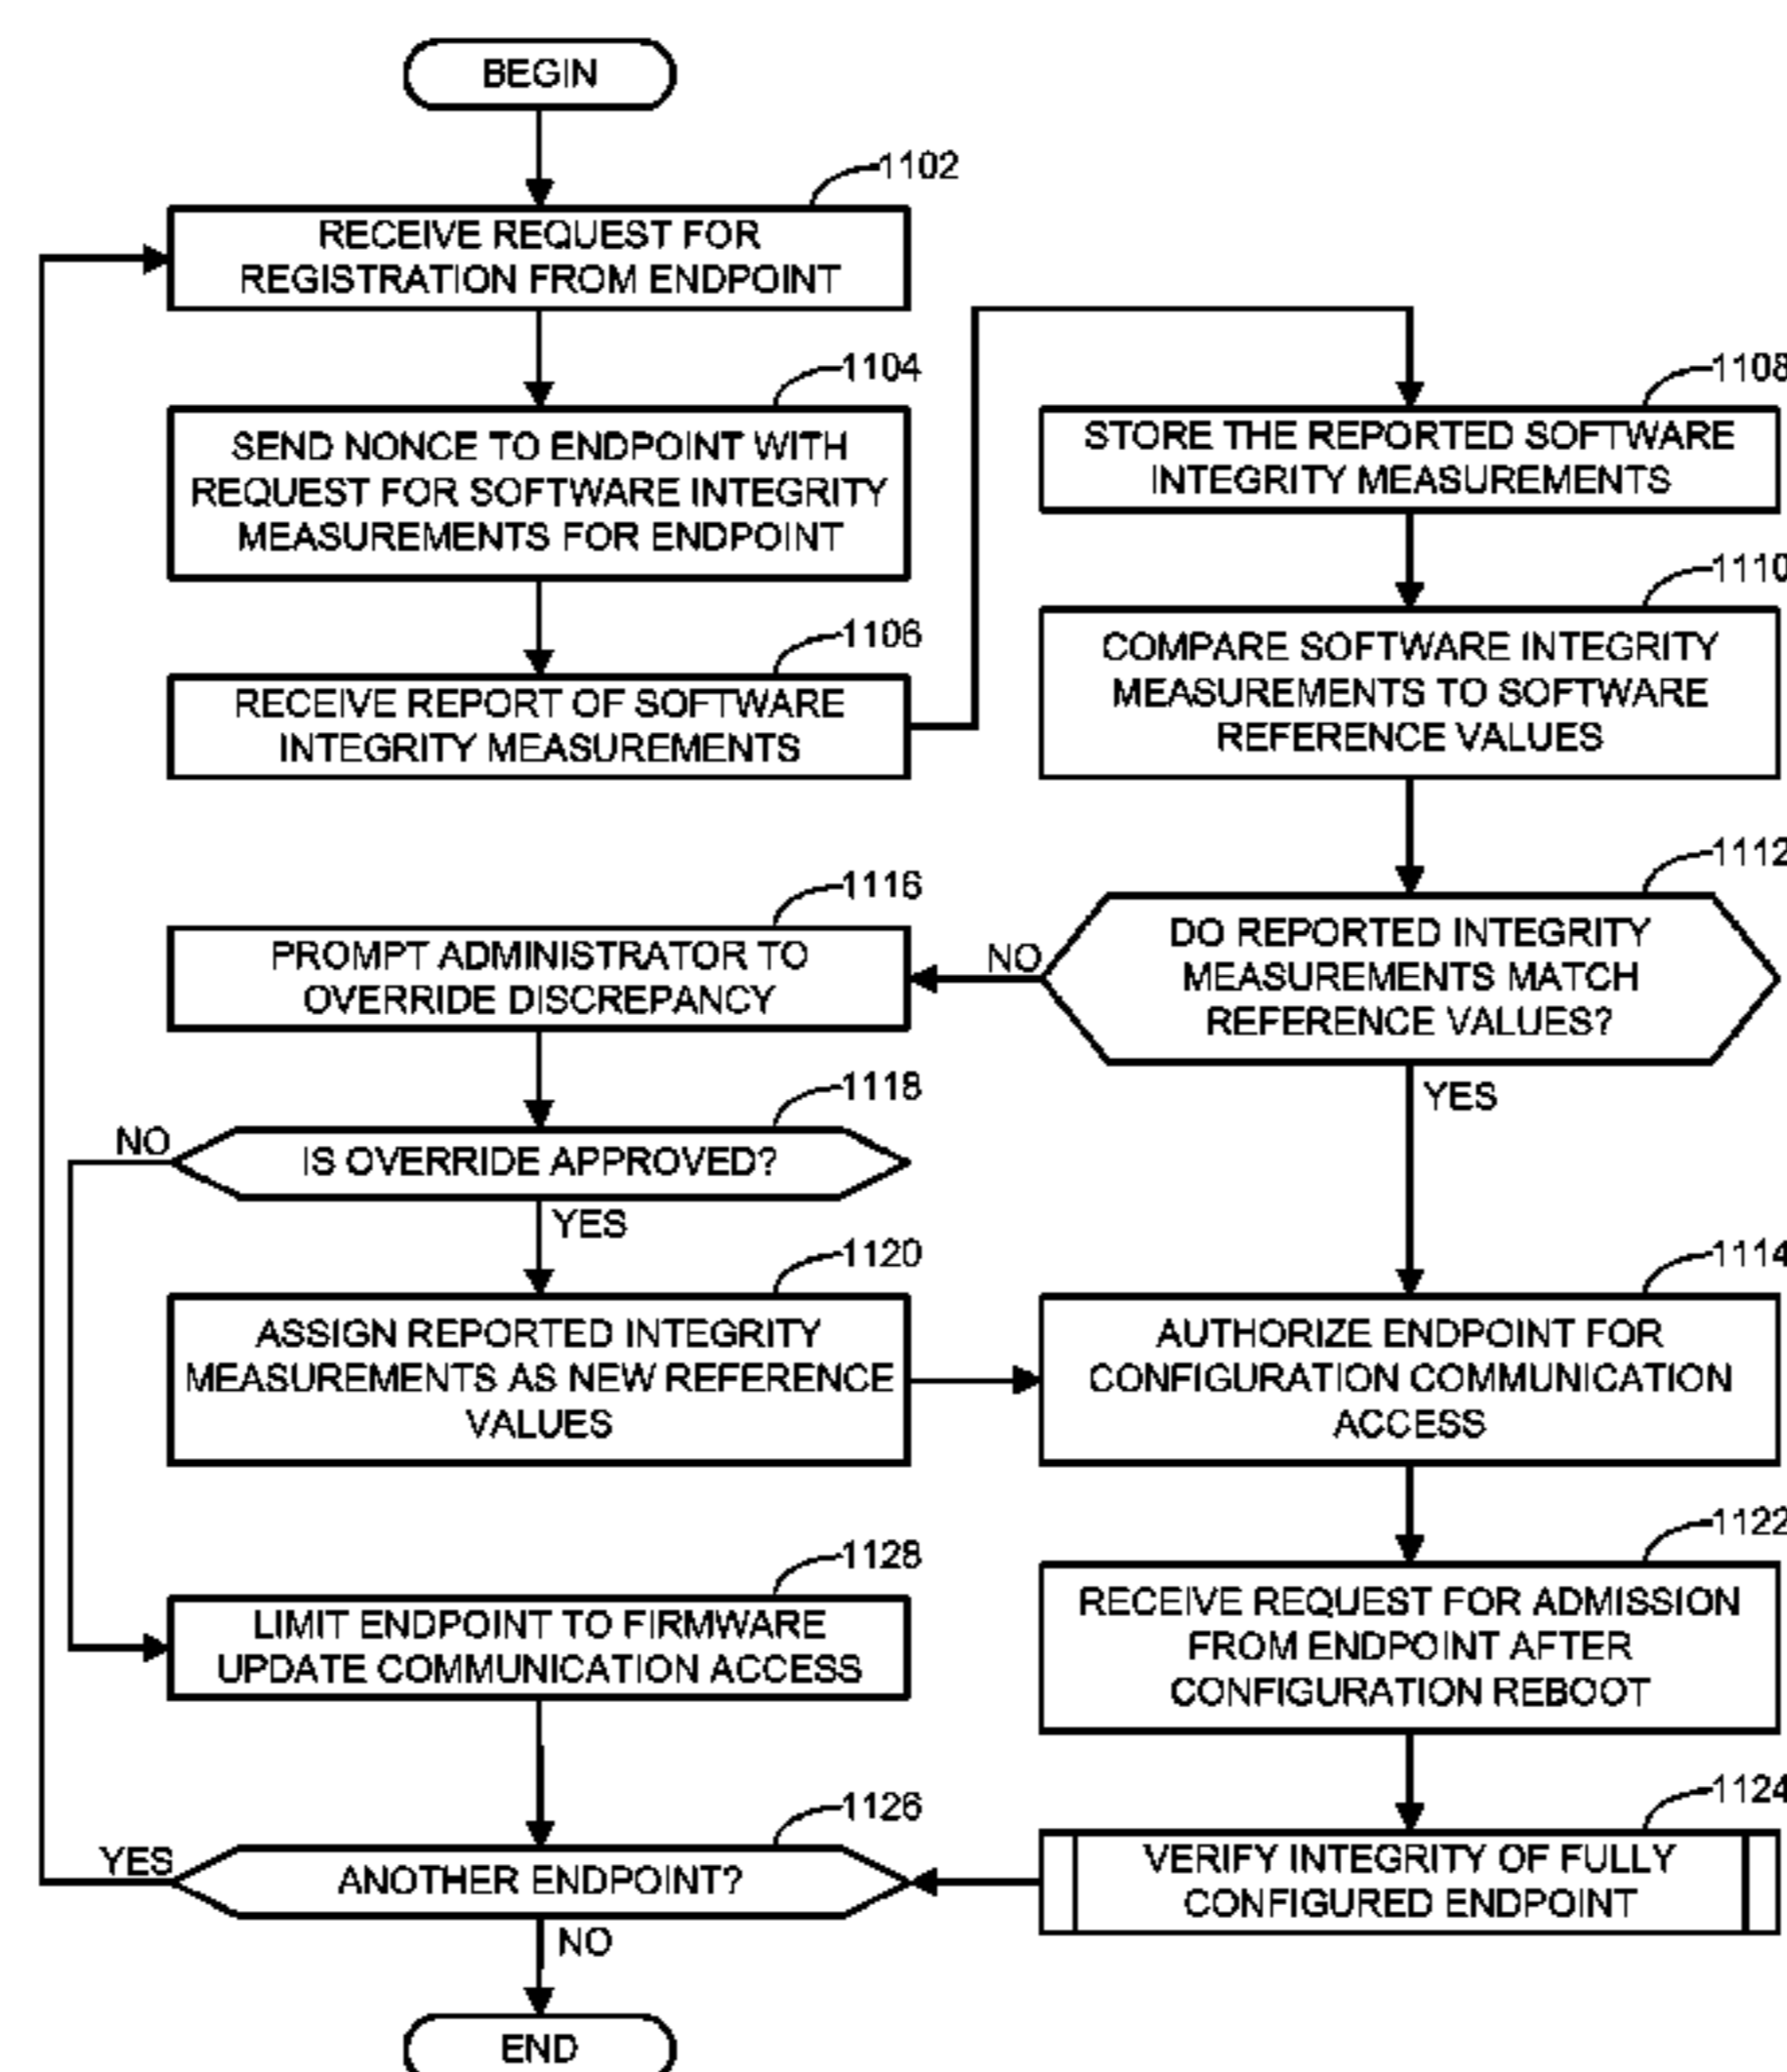 BEGIN
1102
RECEIVE REQUEST FOR
REGISTRATION FROM ENDPOINT
1104
SEND NONCE TO ENDPOINT WITH
REQUEST FOR SOFTWARE INTEGRITY
MEASUREMENTS FOR ENDPOINT
1106
RECEIVE REPORT OF SOFTWARE
INTEGRITY MEASUREMENTS
1108
STORE THE REPORTED SOFTWARE
INTEGRITY MEASUREMENTS
1110
COMPARE SOFTWARE INTEGRITY
MEASUREMENTS TO SOFTWARE
REFERENCE VALUES
1112
DO REPORTED INTEGRITY
MEASUREMENTS MATCH
REFERENCE VALUES?
NO
YES
1116
PROMPT ADMINISTRATOR TO
OVERRIDE DISCREPANCY
1118
IS OVERRIDE APPROVED?
NO
YES
1120
ASSIGN REPORTED INTEGRITY
MEASUREMENTS AS NEW REFERENCE
VALUES
1114
AUTHORIZE ENDPOINT FOR
CONFIGURATION COMMUNICATION
ACCESS
1122
RECEIVE REQUEST FOR ADMISSION
FROM ENDPOINT AFTER
CONFIGURATION REBOOT
1124
VERIFY INTEGRITY OF FULLY
CONFIGURED ENDPOINT
1128
LIMIT ENDPOINT TO FIRMWARE
UPDATE COMMUNICATION ACCESS
1126
ANOTHER ENDPOINT?
YES
NO
END